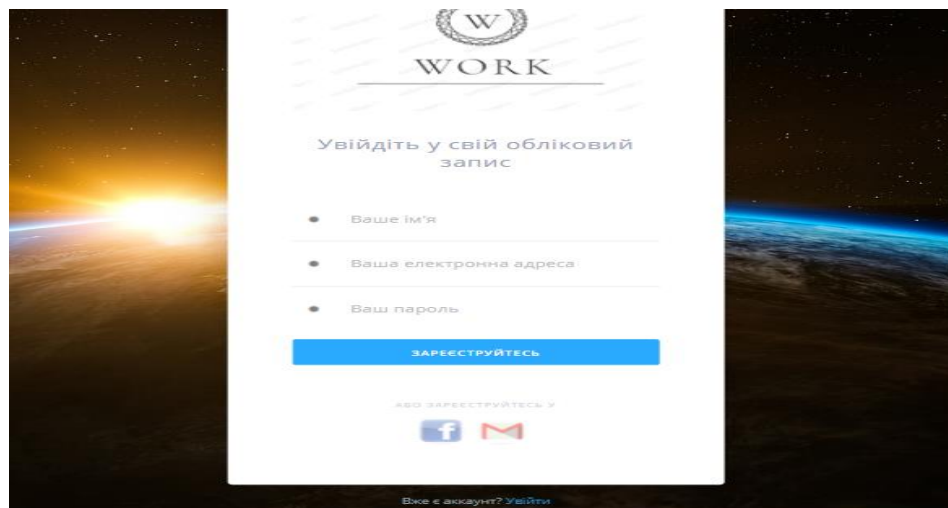 W
WORK
Увійдіть у свій обліковий
запис
Ваше ім'я
Ваша електронна адреса
Ваш пароль
ЗАРЕЄСТРУЙТЕСЬ
АБО ЗАРЕЄСТРУЙТЕСЬ У
f
Вже є аккаунт? Увійти